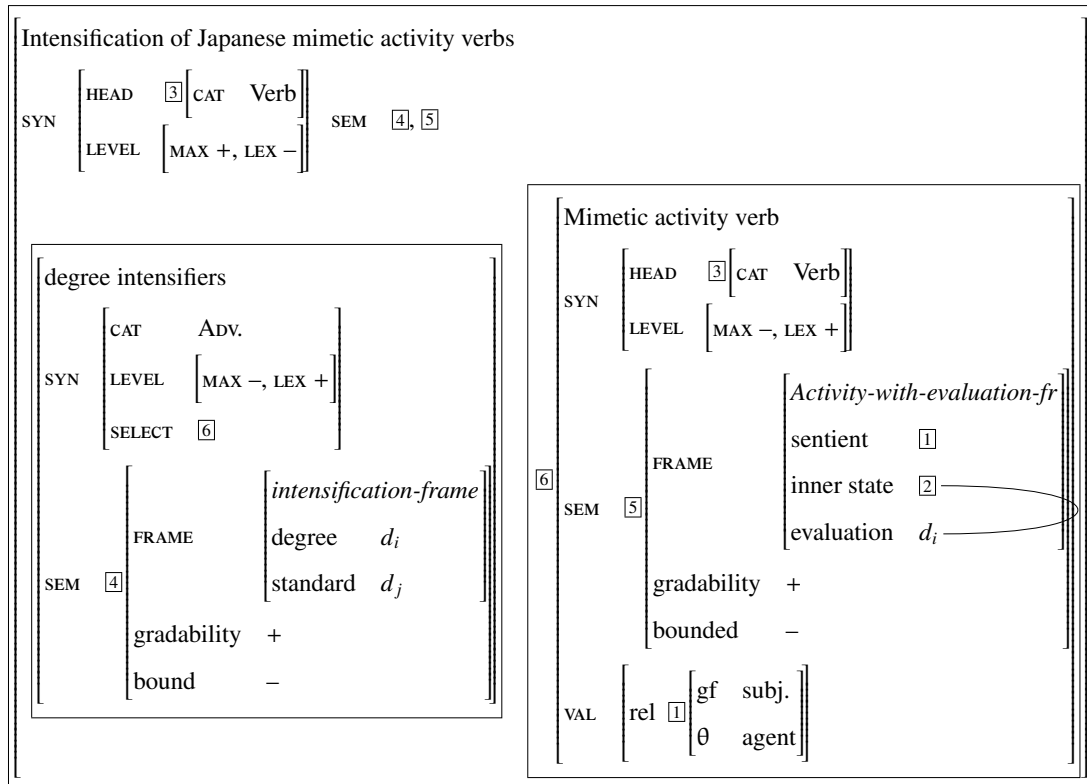 Intensification of Japanese mimetic activity verbs
SYN HEAD 3 CAT Verb
LEVEL MAX +, LEX –
SEM 4, 5
degree intensifiers
SYN CAT ADV.
LEVEL MAX –, LEX +
SELECT 6
SEM 4 FRAME intensification-frame
degree d_i
standard d_j
gradability +
bound –
6
Mimetic activity verb
SYN HEAD 3 CAT Verb
LEVEL MAX –, LEX +
SEM 5 FRAME Activity-with-evaluation-fr
sentient 1
inner state 2
evaluation d_i
gradability +
bounded –
VAL rel 1 gf subj.
θ agent